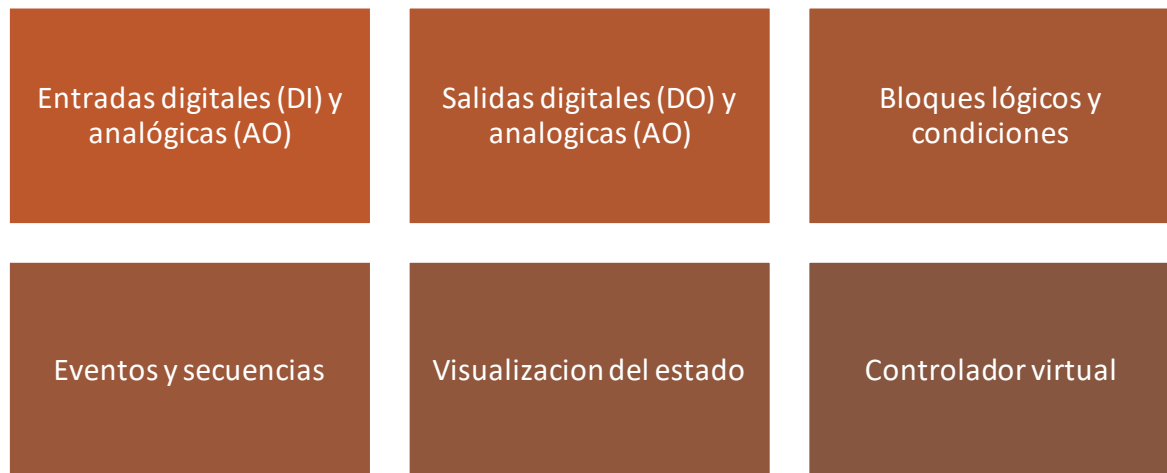 Entradas digitales (DI) y
analógicas (AO)
Salidas digitales (DO) y
analogicas (AO)
Bloques lógicos y
condiciones
Eventos y secuencias
Visualizacion del estado
Controlador virtual